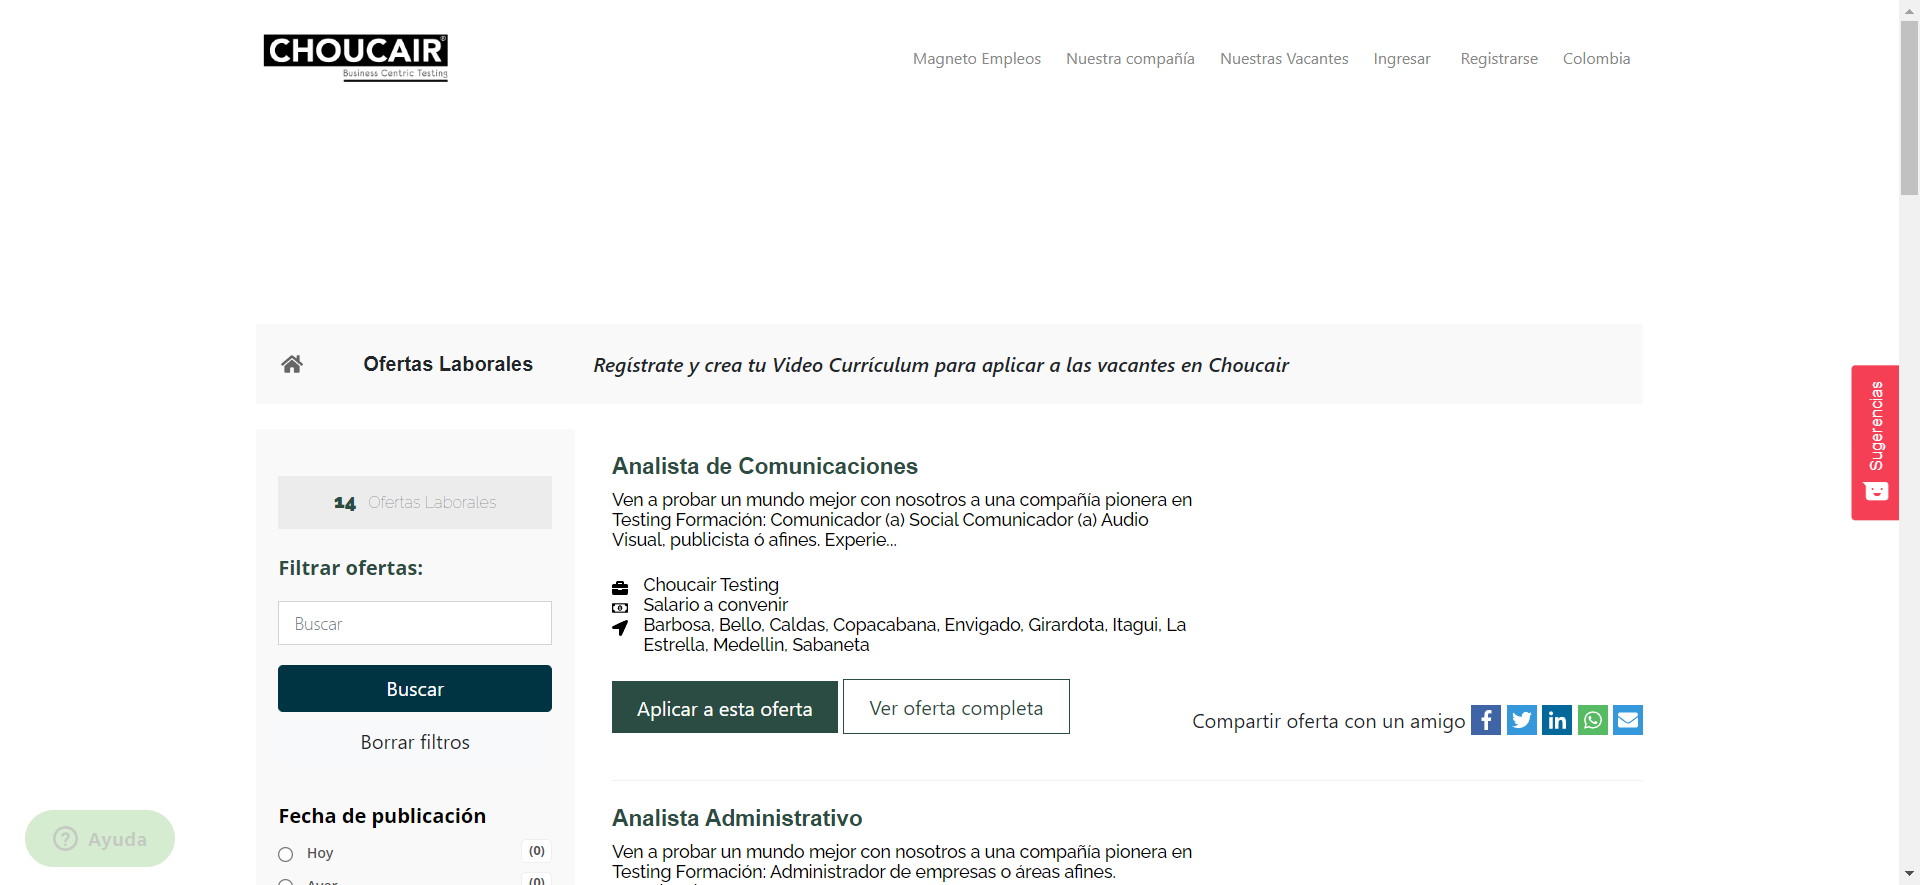 CHOUCAIR®
Business Centric Testing
Magneto Empleos
Nuestra compañía
Nuestras Vacantes
Ingresar
Registrarse
Colombia
Ofertas Laborales
Regístrate y crea tu Video Currículum para aplicar a las vacantes en Choucair
14 Ofertas Laborales
Filtrar ofertas:
Buscar
Buscar
Borrar filtros
Fecha de publicación
Hoy (0)
Ayer (0)
Analista de Comunicaciones
Ven a probar un mundo mejor con nosotros a una compañía pionera en
Testing Formación: Comunicador (a) Social Comunicador (a) Audio
Visual, publicista ó afines. Experie...
Choucair Testing
Salario a convenir
Barbosa, Bello, Caldas, Copacabana, Envigado, Girardota, Itagui, La
Estrella, Medellin, Sabaneta
Aplicar a esta oferta
Ver oferta completa
Compartir oferta con un amigo
Analista Administrativo
Ven a probar un mundo mejor con nosotros a una compañía pionera en
Testing Formación: Administrador de empresas o áreas afines.
Sugerencias
Ayuda